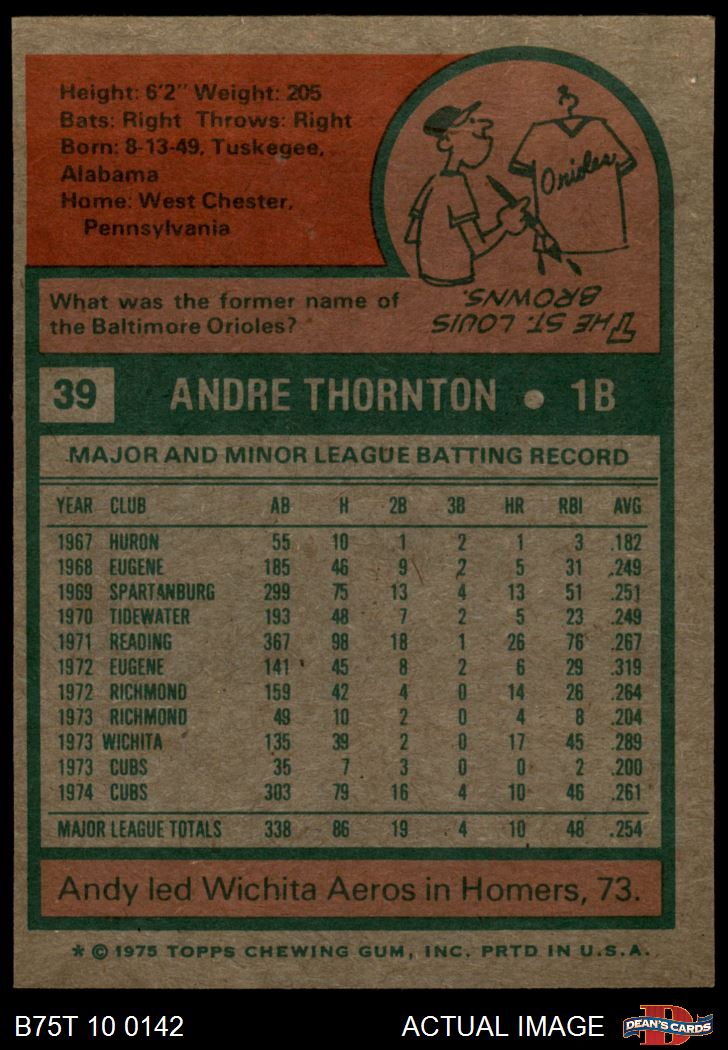 Height: 6'2" Weight: 205
Bats: Right Throws: Right
Born: 8-13-49, Tuskegee,
Alabama
Home: West Chester,
Pennsylvania
Orioles
What was the former name of
the Baltimore Orioles?
THE ST. LOUIS
BROWNS.
39 ANDRE THORNTON • 1B
MAJOR AND MINOR LEAGUE BATTING RECORD
YEAR CLUB AB H 2B 3B HR RBI AVG
1967 HURON 55 10 1 2 1 3 .182
1968 EUGENE 185 46 9 2 5 31 .249
1969 SPARTANBURG 299 75 13 4 13 51 .251
1970 TIDEWATER 193 48 7 2 5 23 .249
1971 READING 367 98 18 1 26 76 .267
1972 EUGENE 141 45 8 2 6 29 .319
1972 RICHMOND 159 42 4 0 14 26 .264
1973 RICHMOND 49 10 2 0 4 8 .204
1973 WICHITA 135 39 2 0 17 45 .289
1973 CUBS 35 7 3 0 0 2 .200
1974 CUBS 303 79 16 4 10 46 .261
MAJOR LEAGUE TOTALS 338 86 19 4 10 48 .254
Andy led Wichita Aeros in Homers, 73.
* © 1975 TOPPS CHEWING GUM, INC. PRTD IN U.S.A.
B75T 10 0142 ACTUAL IMAGE D DEAN'S CARDS